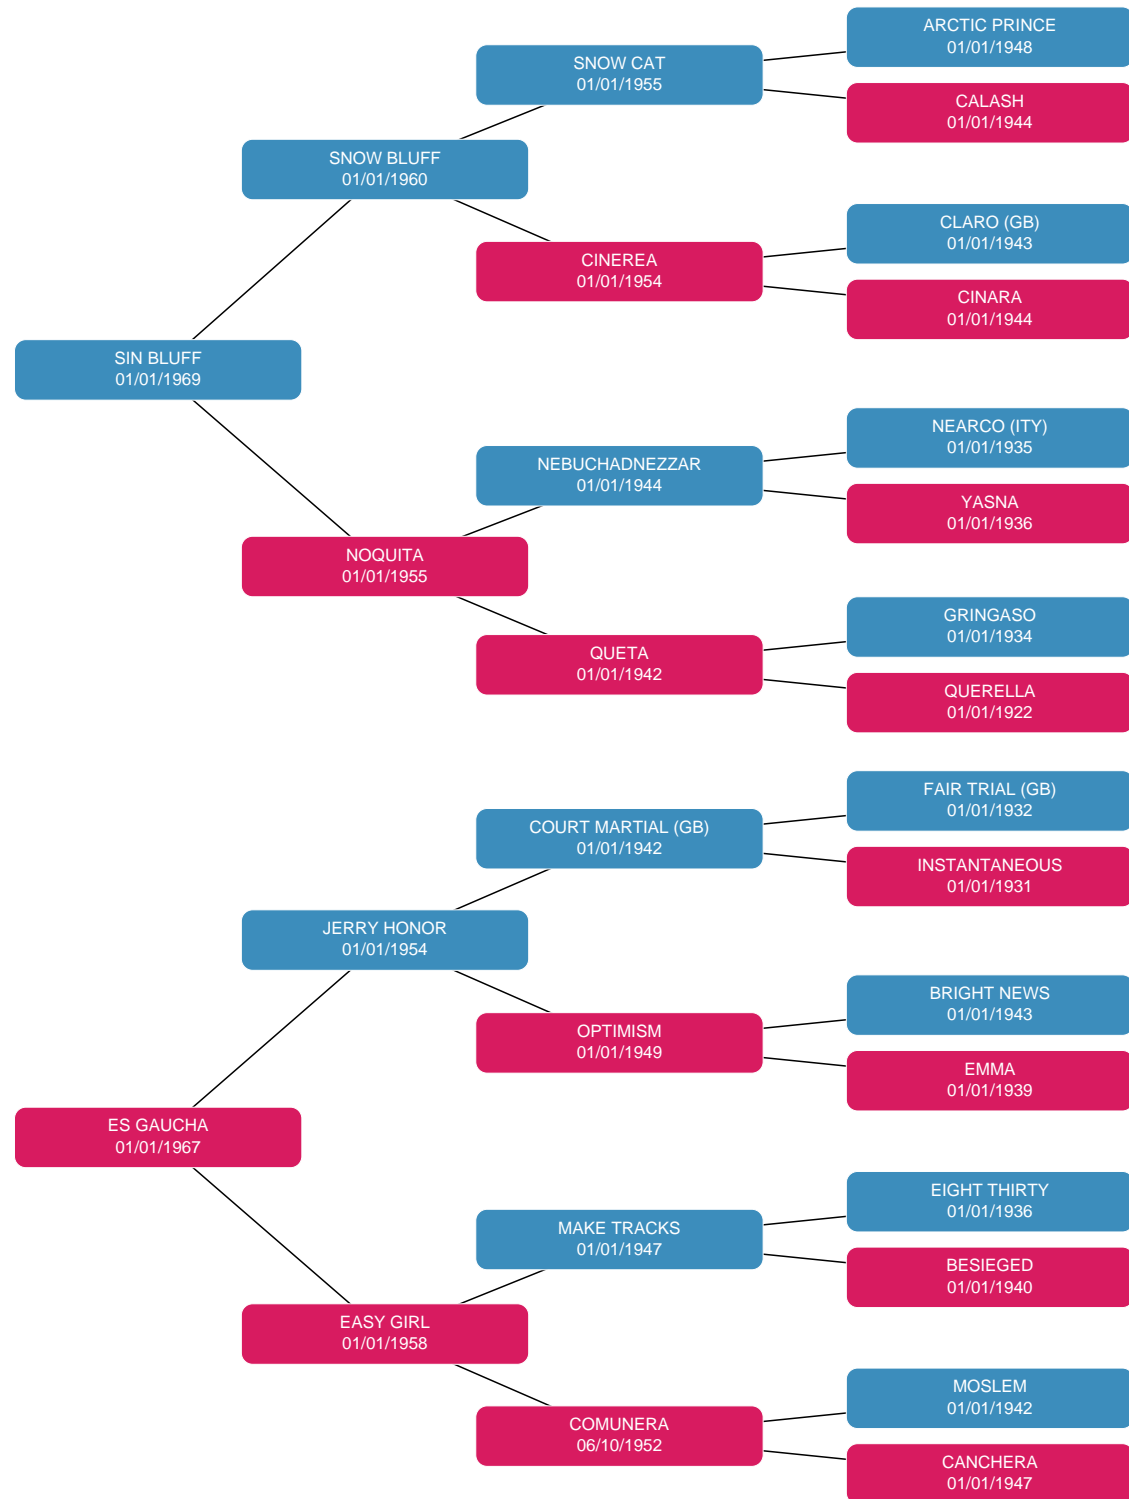 ARCTIC PRINCE
01/01/1948
SNOW CAT
01/01/1955
CALASH
01/01/1944
SNOW BLUFF
01/01/1960
CLARO (GB)
01/01/1943
CINEREA
01/01/1954
CINARA
01/01/1944
SIN BLUFF
01/01/1969
NEARCO (ITY)
01/01/1935
NEBUCHADNEZZAR
01/01/1944
YASNA
01/01/1936
NOQUITA
01/01/1955
GRINGASO
01/01/1934
QUETA
01/01/1942
QUERELLA
01/01/1922
FAIR TRIAL (GB)
01/01/1932
COURT MARTIAL (GB)
01/01/1942
INSTANTANEOUS
01/01/1931
JERRY HONOR
01/01/1954
BRIGHT NEWS
01/01/1943
OPTIMISM
01/01/1949
EMMA
01/01/1939
ES GAUCHA
01/01/1967
EIGHT THIRTY
01/01/1936
MAKE TRACKS
01/01/1947
BESIEGED
01/01/1940
EASY GIRL
01/01/1958
MOSLEM
01/01/1942
COMUNERA
06/10/1952
CANCHERA
01/01/1947